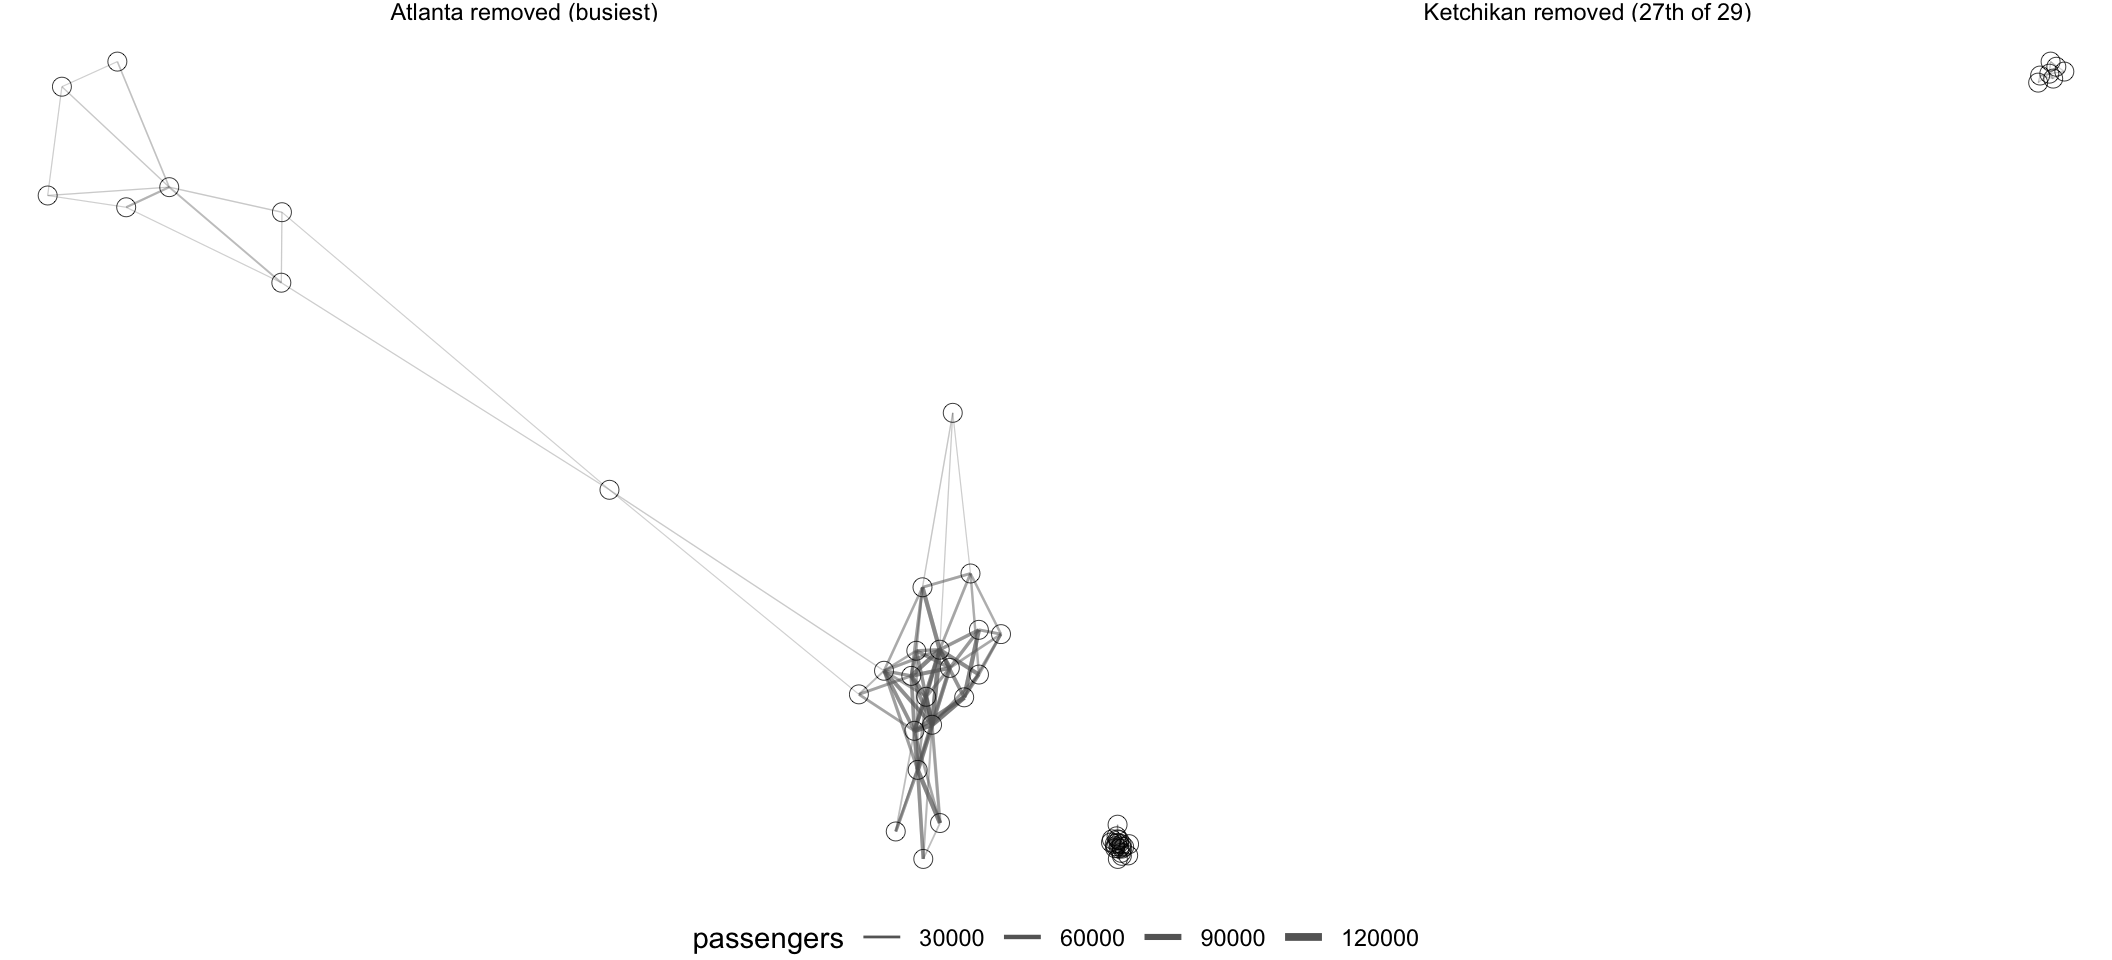 Atlanta removed (busiest)
Ketchikan removed (27th of 29)
passengers 30000 60000 90000 120000